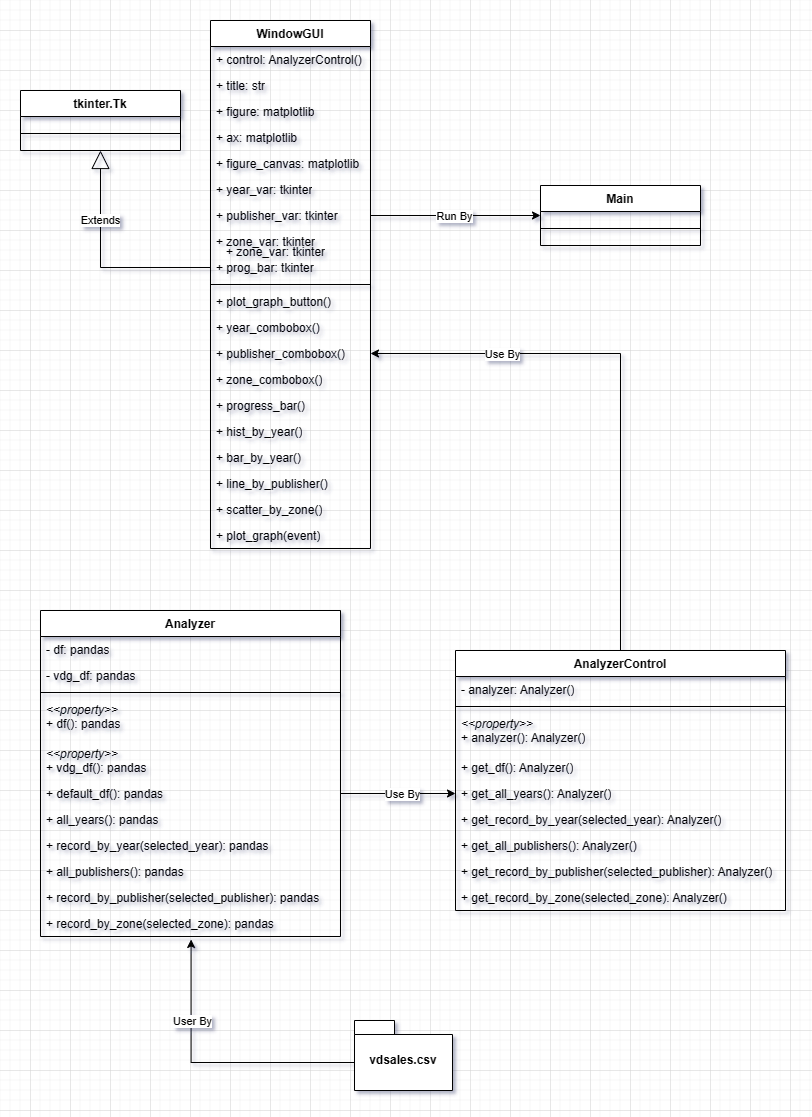 WindowGUI
+ control: AnalyzerControl()
+ title: str
+ figure: matplotlib
+ ax: matplotlib
+ figure_canvas: matplotlib
+ year_var: tkinter
+ publisher_var: tkinter
+ zone_var: tkinter
+ zone_var: tkinter
+ prog_bar: tkinter
+ plot_graph_button()
+ year_combobox()
+ publisher_combobox()
+ zone_combobox()
+ progress_bar()
+ hist_by_year()
+ bar_by_year()
+ line_by_publisher()
+ scatter_by_zone()
+ plot_graph(event)
tkinter.Tk
Extends
Run By
Main
Use By
Analyzer
- df: pandas
- vdg_df: pandas
<<property>>
+ df(): pandas
<<property>>
+ vdg_df(): pandas
+ default_df(): pandas
+ all_years(): pandas
+ record_by_year(selected_year): pandas
+ all_publishers(): pandas
+ record_by_publisher(selected_publisher): pandas
+ record_by_zone(selected_zone): pandas
Use By
AnalyzerControl
- analyzer: Analyzer()
<<property>>
+ analyzer(): Analyzer()
+ get_df(): Analyzer()
+ get_all_years(): Analyzer()
+ get_record_by_year(selected_year): Analyzer()
+ get_all_publishers(): Analyzer()
+ get_record_by_publisher(selected_publisher): Analyzer()
+ get_record_by_zone(selected_zone): Analyzer()
User By
vdsales.csv